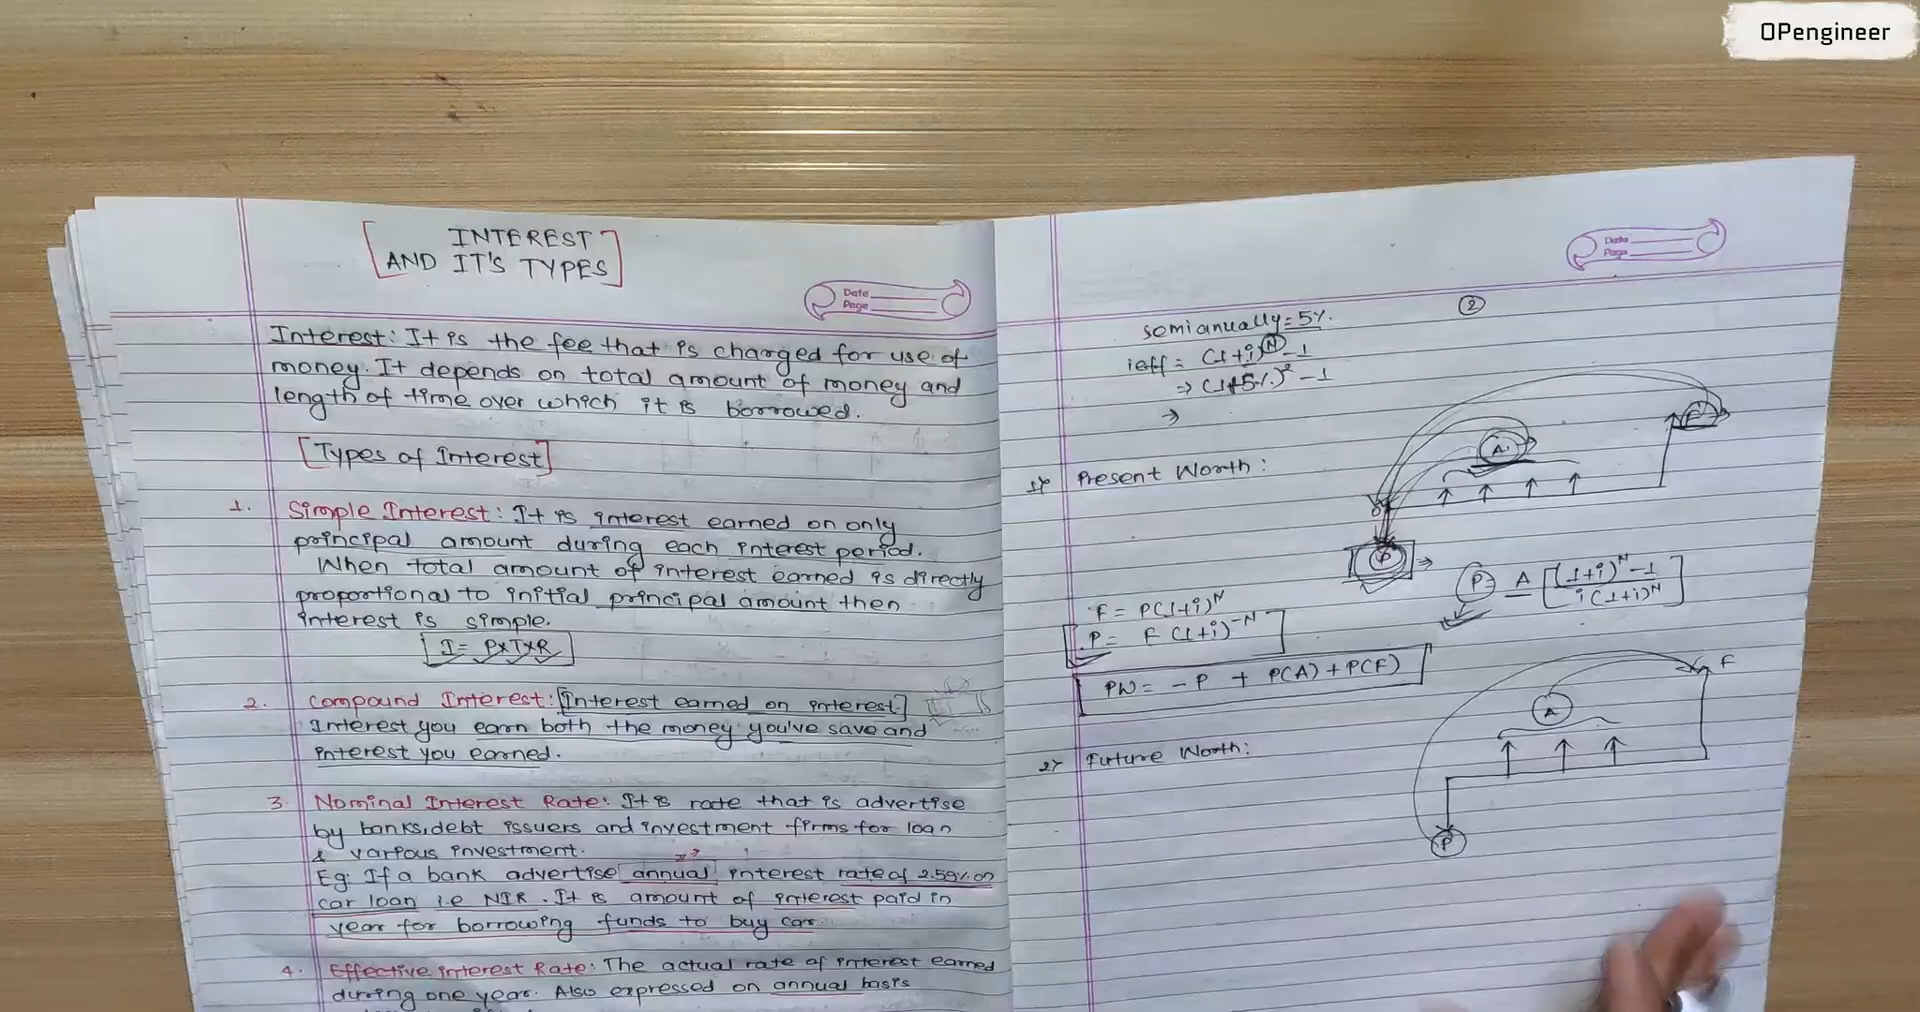 OPengineer
INTEREST
AND IT'S TYPES
Date
Page
Interest: It is the fee that is charged for use of
money. It depends on total amount of money and
length of time over which it is borrowed.
[Types of Interest]
1. Simple Interest: It is interest earned on only
principal amount during each interest period.
When total amount of interest earned is directly
proportional to initial principal amount then
interest is simple.
I = P×T×R
2. Compound Interest: [Interest earned on interest]
Interest you earn both the money you've save and
interest you earned.
3. Nominal Interest Rate: It is rate that is advertise
by banks, debt issuers and investment firms for loan
& various investment.
Eg: If a bank advertise annual interest rate of 2.59% on
car loan i.e NIR. It is amount of interest paid in
year for borrowing funds to buy car.
4. Effective interest Rate: The actual rate of interest earned
during one year. Also expressed on annual basis
Date
Page
2
semianually = 5%.
ieff = (1+i)^N - 1
→ (1+5%)^2 - 1
→
A
F
1> Present Worth:
P
P = A [(1+i)^N - 1 / i(1+i)^N]
F = P(1+i)^N
P = F (1+i)^-N
PW = -P + P(A) + P(F)
F
A
2> Future Worth:
P